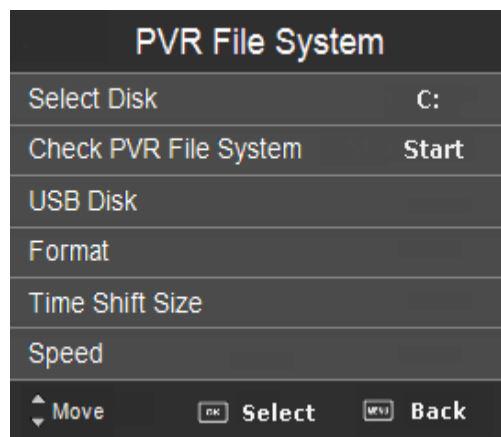 PVR File System
Select Disk C:
Check PVR File System Start
USB Disk
Format
Time Shift Size
Speed
Move OK Select MENU Back